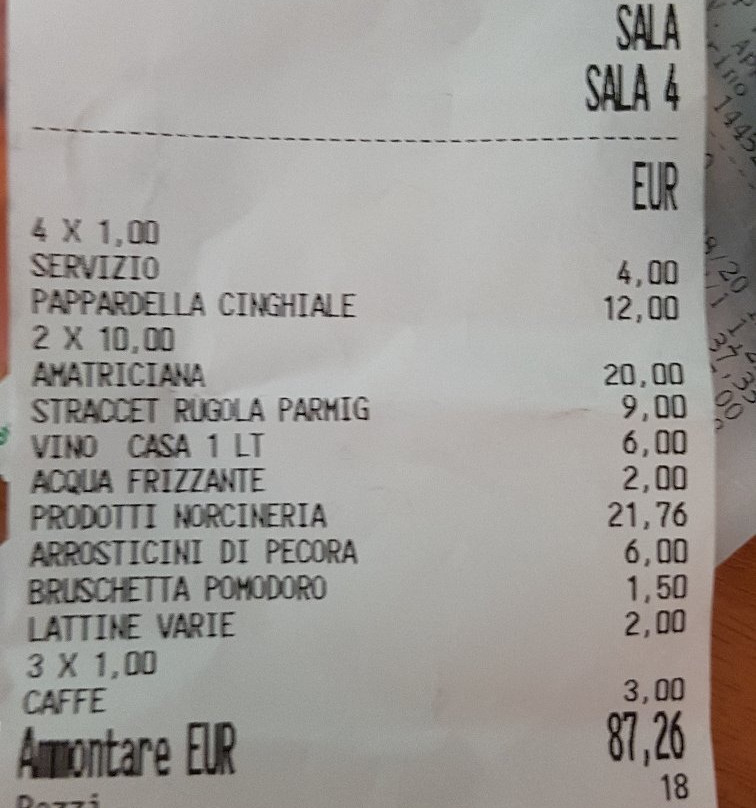 SALA
SALA 4
EUR
4 X 1,00
SERVIZIO 4,00
PAPPARDELLA CINGHIALE 12,00
2 X 10,00
AMATRICIANA 20,00
STRACCET RUGOLA PARMIG 9,00
VINO CASA 1 LT 6,00
ACQUA FRIZZANTE 2,00
PRODOTTI NORCINERIA 21,76
ARROSTICINI DI PECORA 6,00
BRUSCHETTA POMODORO 1,50
LATTINE VARIE 2,00
3 X 1,00
CAFFE 3,00
Ammontare EUR 87,26
Pezzi 18